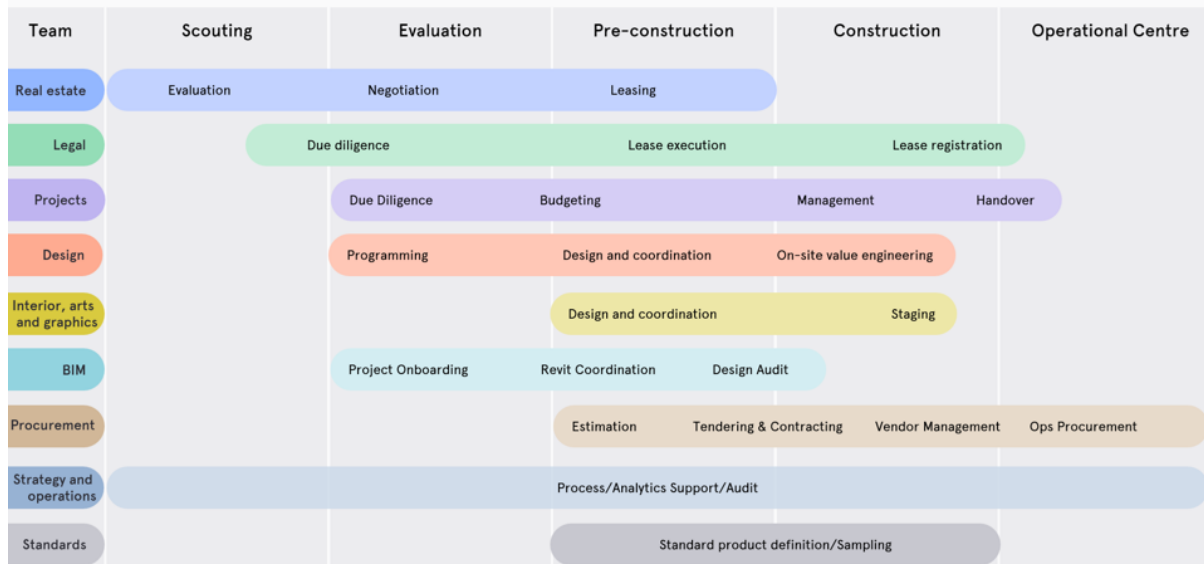 Team Scouting Evaluation Pre-construction Construction Operational Centre
Real estate Evaluation Negotiation Leasing
Legal Due diligence Lease execution Lease registration
Projects Due Diligence Budgeting Management Handover
Design Programming Design and coordination On-site value engineering
Interior, arts
and graphics Design and coordination Staging
BIM Project Onboarding Revit Coordination Design Audit
Procurement Estimation Tendering & Contracting Vendor Management Ops Procurement
Strategy and
operations Process/Analytics Support/Audit
Standards Standard product definition/Sampling